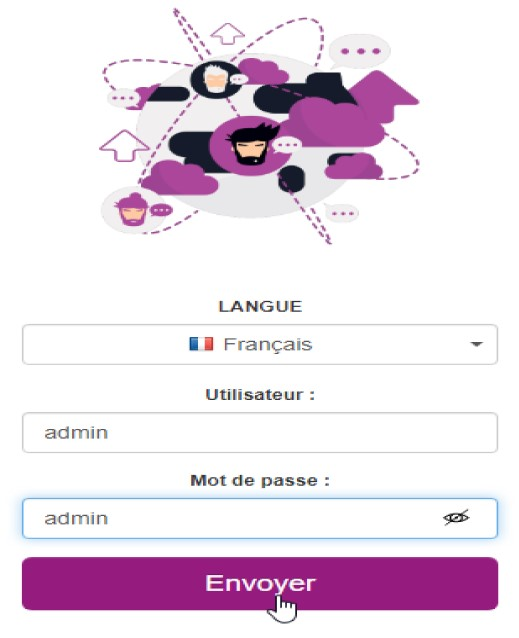 LANGUE
Français
Utilisateur :
admin
Mot de passe :
admin
Envoyer